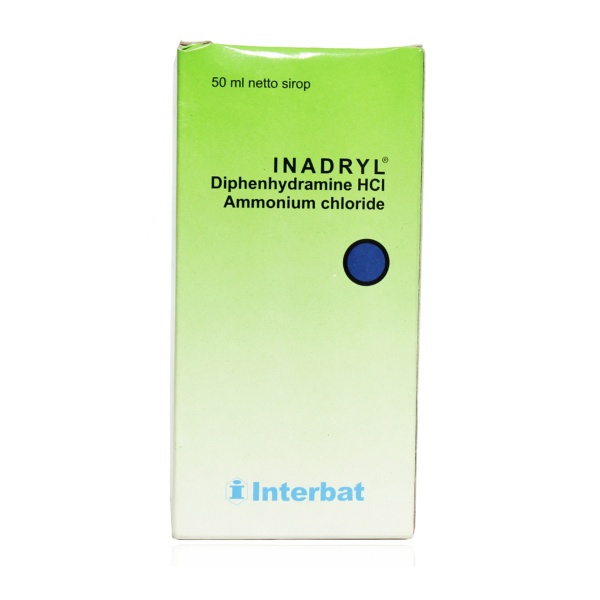 50 ml netto sirop
INADRYL®
Diphenhydramine HCl
Ammonium chloride
Interbat